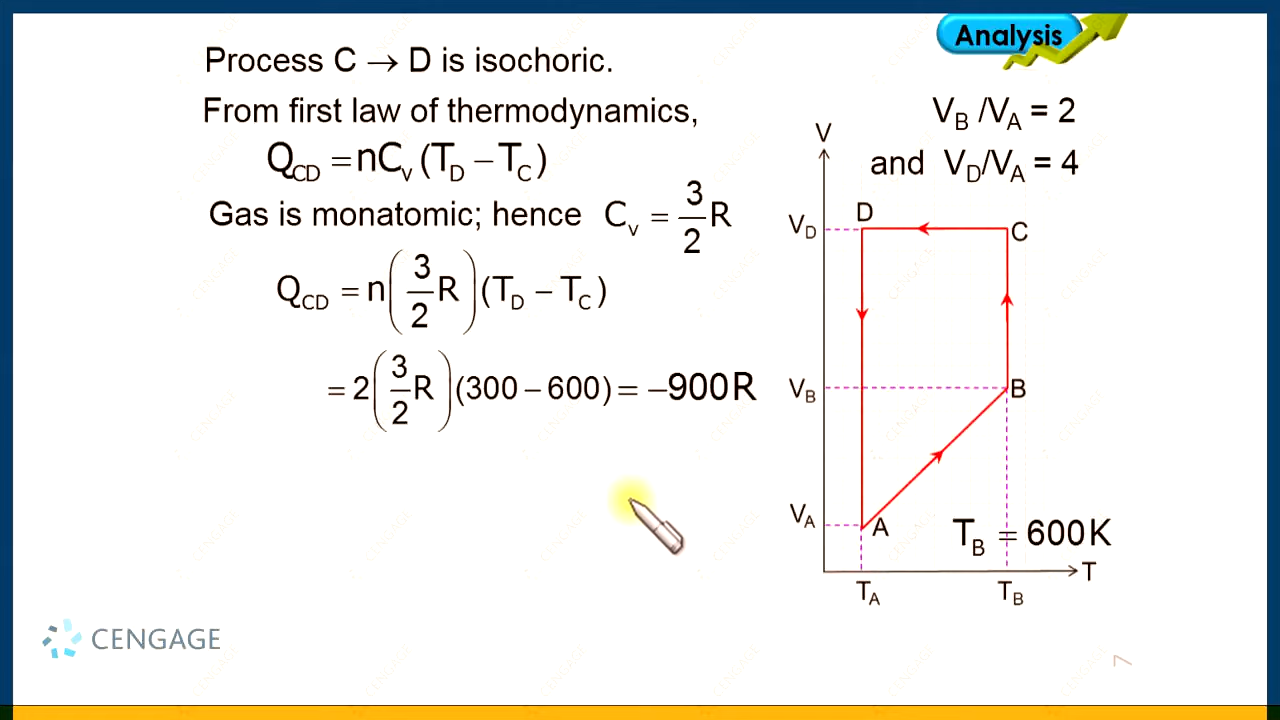 Analysis
Process C → D is isochoric.
From first law of thermodynamics,
Q_CD = nC_v (T_D − T_C)
Gas is monatomic; hence C_v = 3/2 R
Q_CD = n(3/2 R)(T_D − T_C)
= 2(3/2 R)(300 − 600) = −900R
V_B /V_A = 2
and V_D/V_A = 4
V
D
V_D
C
V_B
B
V_A
A
T_B = 600K
T
T_A
T_B
CENGAGE
7